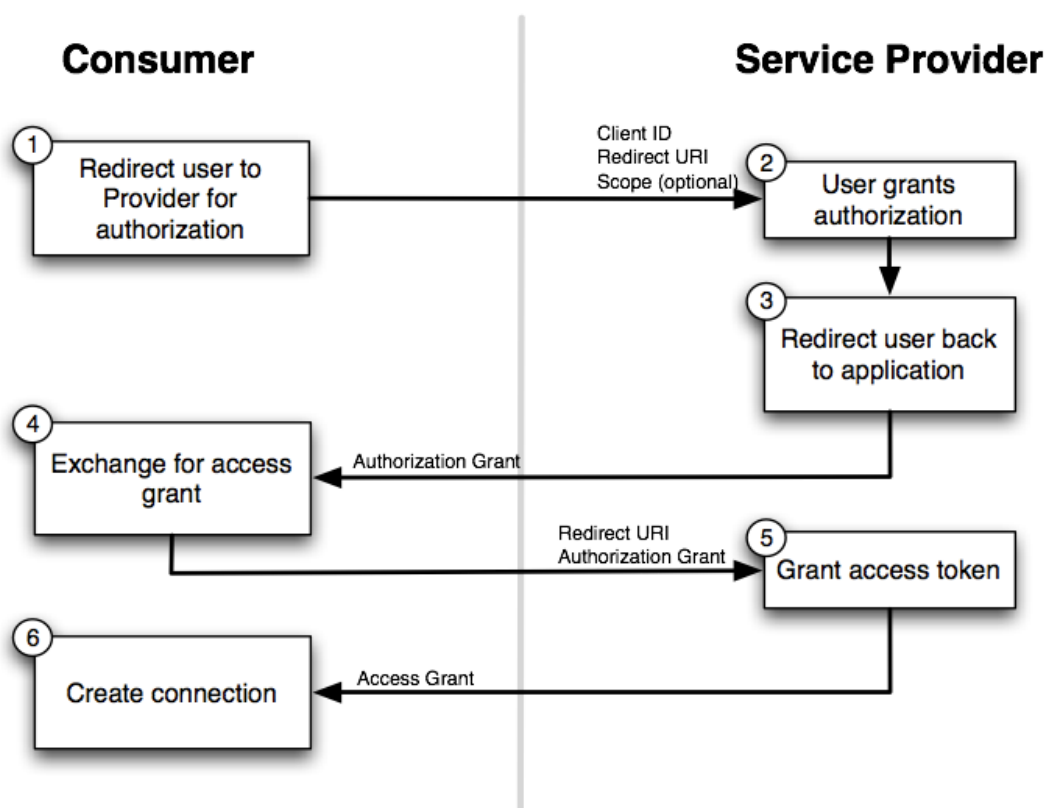 Consumer
Service Provider
1
Redirect user to
Provider for
authorization
Client ID
Redirect URI
Scope (optional)
2
User grants
authorization
3
Redirect user back
to application
4
Exchange for access
grant
Authorization Grant
Redirect URI
Authorization Grant
5
Grant access token
6
Create connection
Access Grant